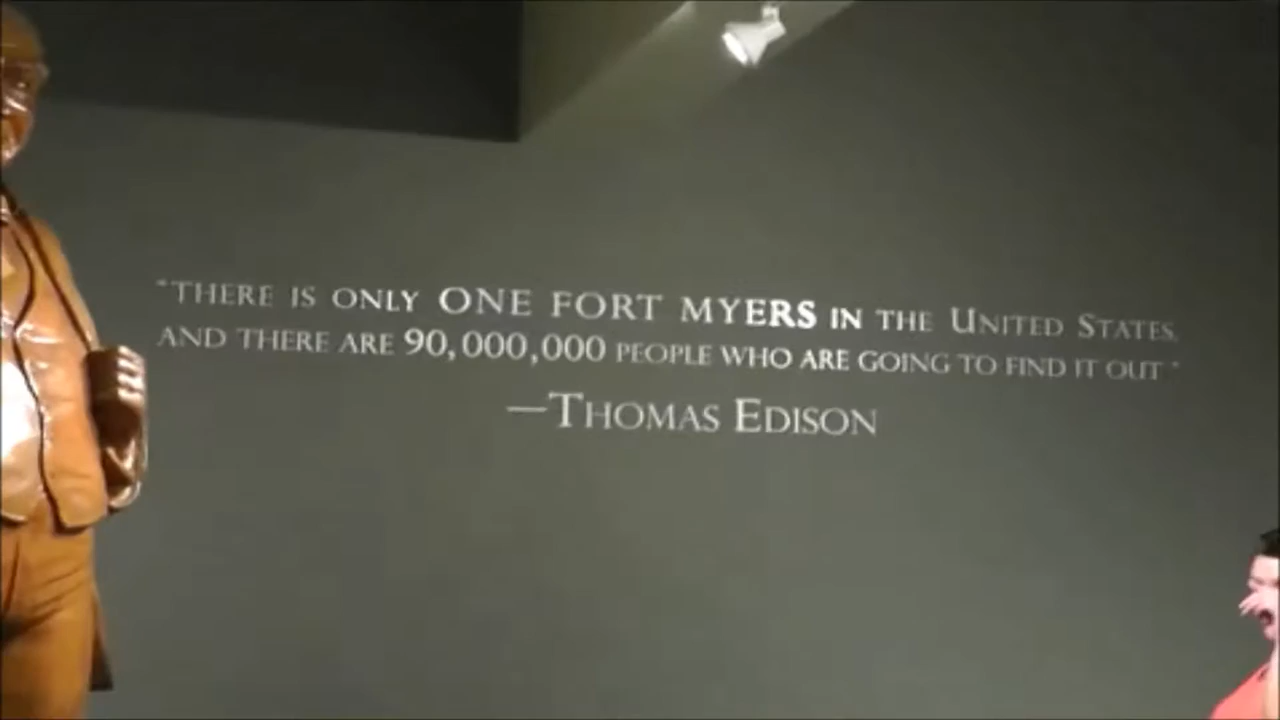 "THERE IS ONLY ONE FORT MYERS IN THE UNITED STATES,
AND THERE ARE 90,000,000 PEOPLE WHO ARE GOING TO FIND IT OUT"
—THOMAS EDISON